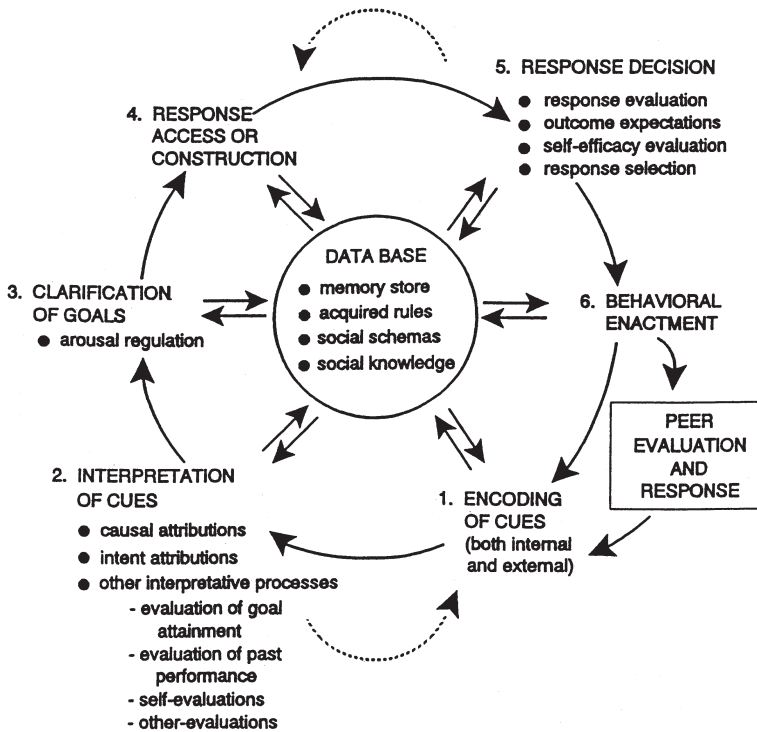 5. RESPONSE DECISION
● response evaluation
● outcome expectations
● self-efficacy evaluation
● response selection
4. RESPONSE
ACCESS OR
CONSTRUCTION
DATA BASE
● memory store
● acquired rules
● social schemas
● social knowledge
3. CLARIFICATION
OF GOALS
● arousal regulation
6. BEHAVIORAL
ENACTMENT
PEER
EVALUATION
AND
RESPONSE
2. INTERPRETATION
OF CUES
● causal attributions
● intent attributions
● other interpretative processes
- evaluation of goal
attainment
- evaluation of past
performance
- self-evaluations
- other-evaluations
1. ENCODING
OF CUES
(both internal
and external)